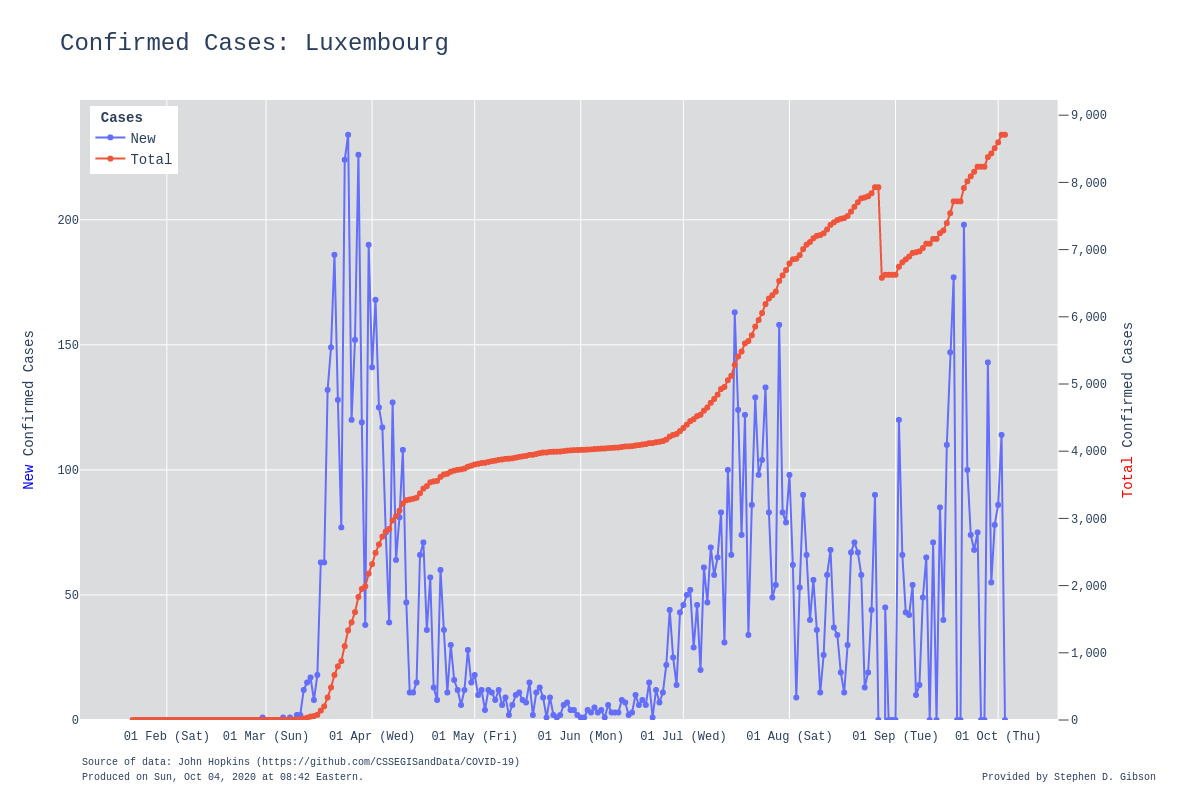 Confirmed Cases: Luxembourg
Cases
New
Total
200
150
100
50
0
New Confirmed Cases
9,000
8,000
7,000
6,000
5,000
4,000
3,000
2,000
1,000
0
Total Confirmed Cases
01 Feb (Sat) 01 Mar (Sun) 01 Apr (Wed) 01 May (Fri) 01 Jun (Mon) 01 Jul (Wed) 01 Aug (Sat) 01 Sep (Tue) 01 Oct (Thu)
Source of data: John Hopkins (https://github.com/CSSEGISandData/COVID-19)
Produced on Sun, Oct 04, 2020 at 08:42 Eastern.
Provided by Stephen D. Gibson